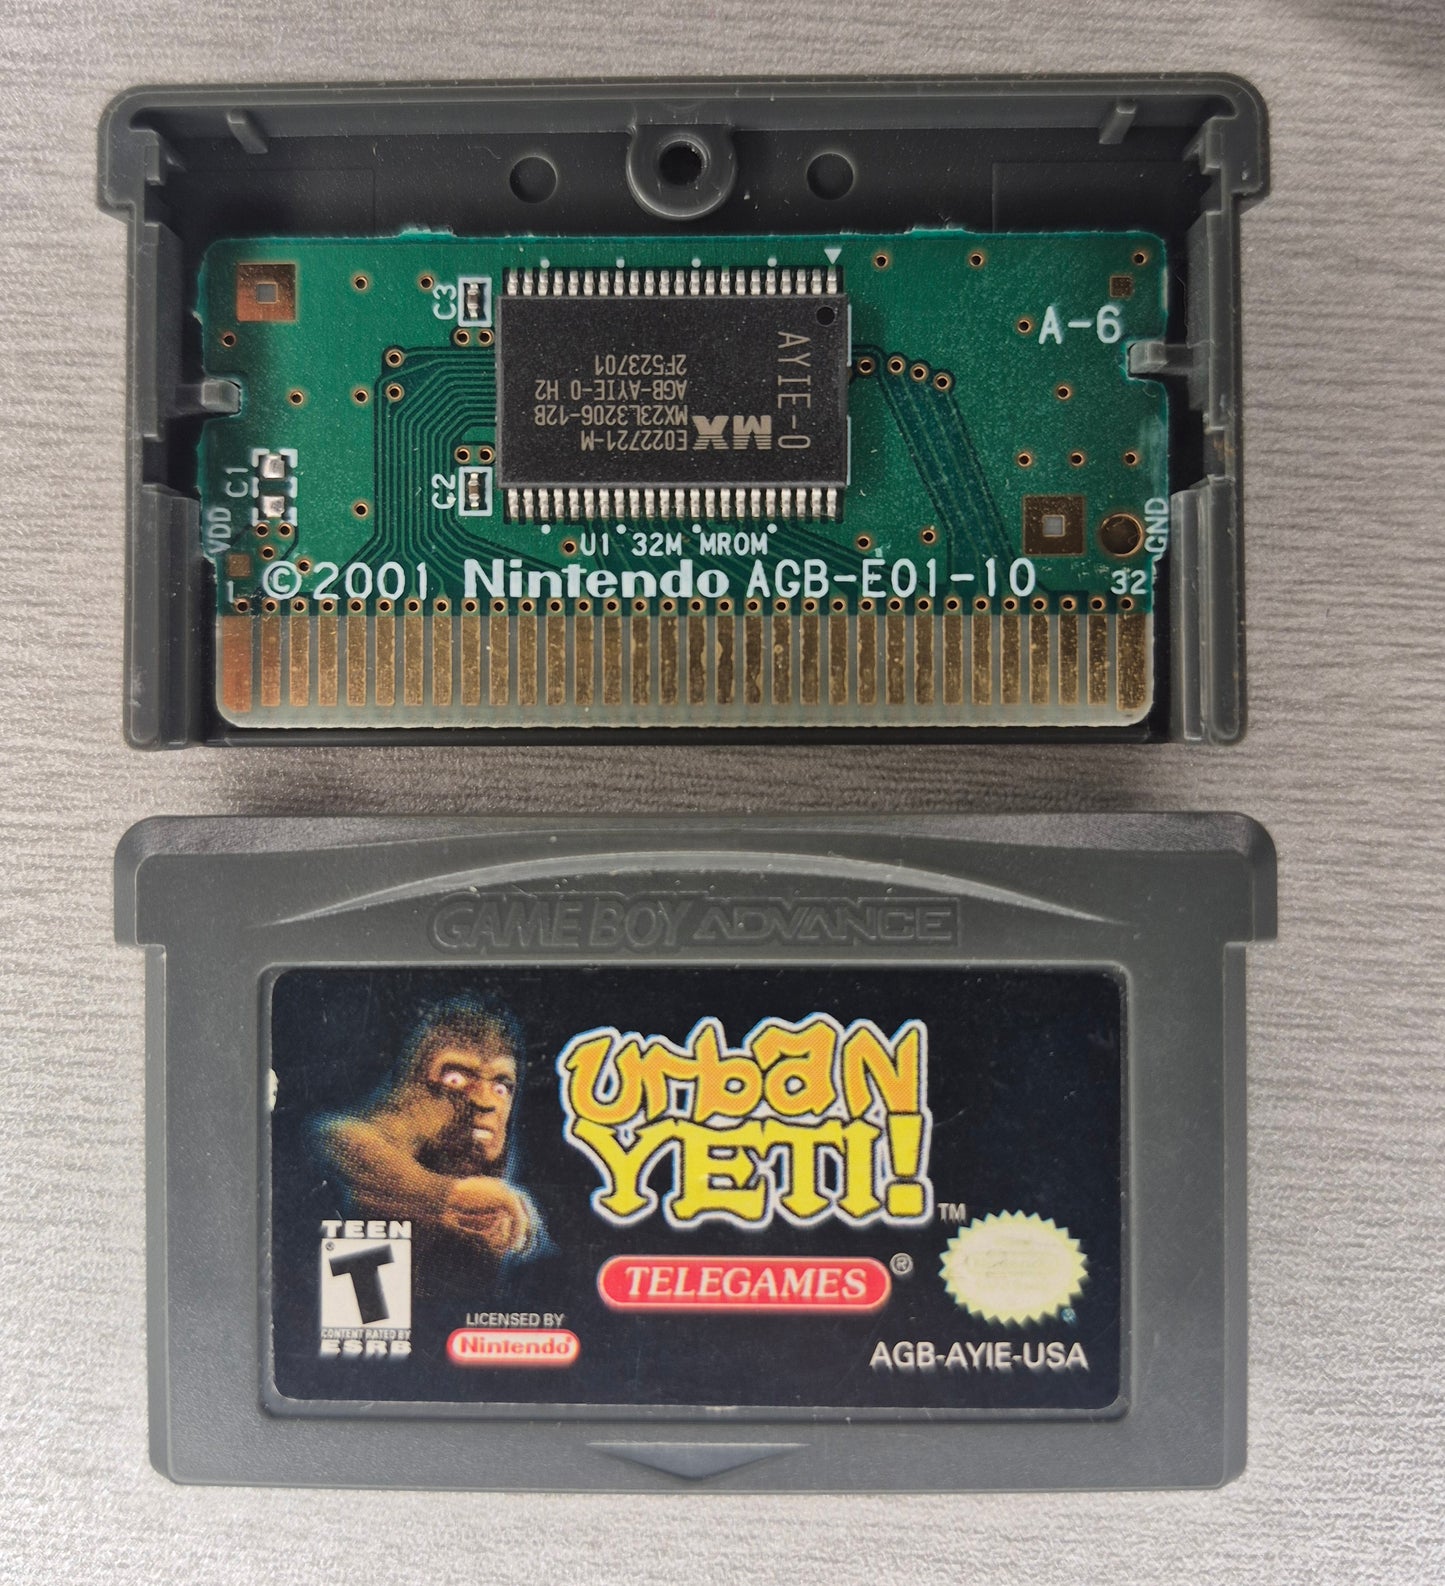 A-6
C3
AYIE-0
E022721-M
MX
MX23L3206-12B
AGB-AYIE-0 H2
2F523701
C1
C2
VDD
GND
U1 32M MROM
1
©2001 Nintendo AGB-E01-10
32
GAME BOY ADVANCE
urban
YETI!
TM
TEEN
T
®
CONTENT RATED BY
ESRB
TELEGAMES®
LICENSED BY
Nintendo®
AGB-AYIE-USA